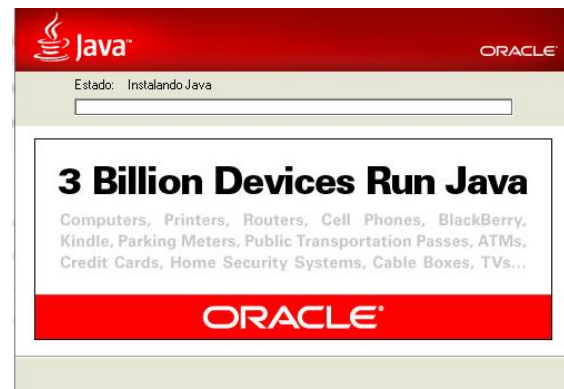 Java™
ORACLE®
Estado: Instalando Java
3 Billion Devices Run Java
Computers, Printers, Routers, Cell Phones, BlackBerry,
Kindle, Parking Meters, Public Transportation Passes, ATMs,
Credit Cards, Home Security Systems, Cable Boxes, TVs...
ORACLE®